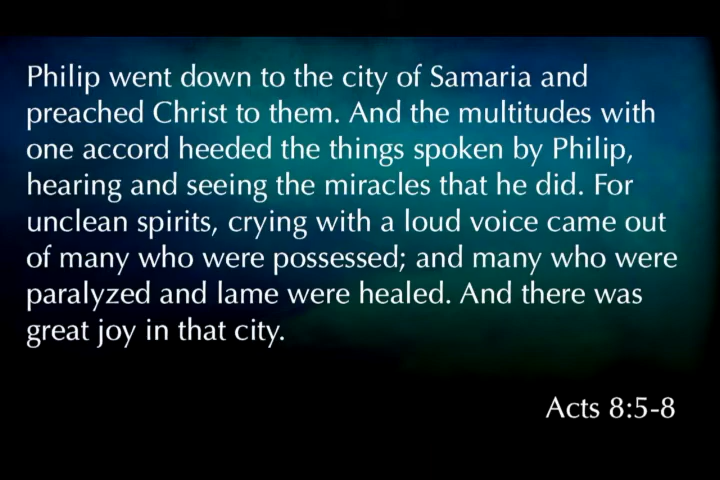 Philip went down to the city of Samaria and
preached Christ to them. And the multitudes with
one accord heeded the things spoken by Philip,
hearing and seeing the miracles that he did. For
unclean spirits, crying with a loud voice came out
of many who were possessed; and many who were
paralyzed and lame were healed. And there was
great joy in that city.
Acts 8:5-8